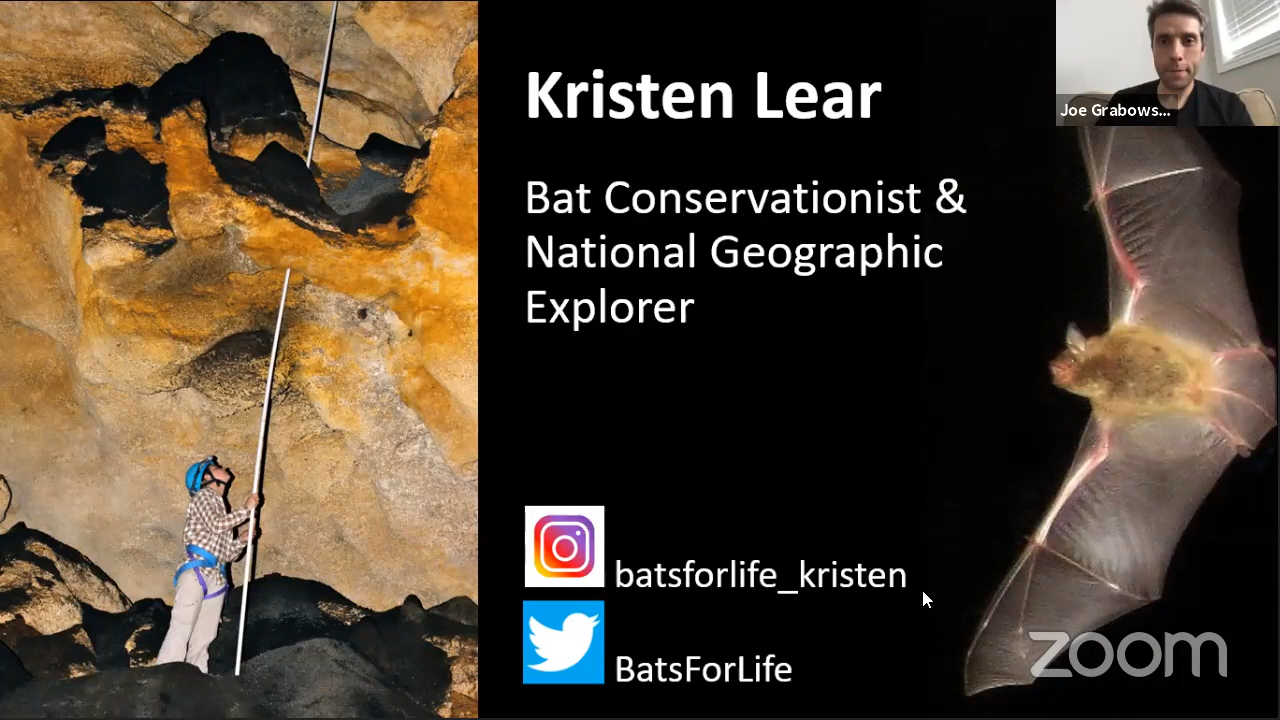 Kristen Lear
Joe Grabows...
Bat Conservationist &
National Geographic
Explorer
batsforlife_kristen
BatsForLife
zoom